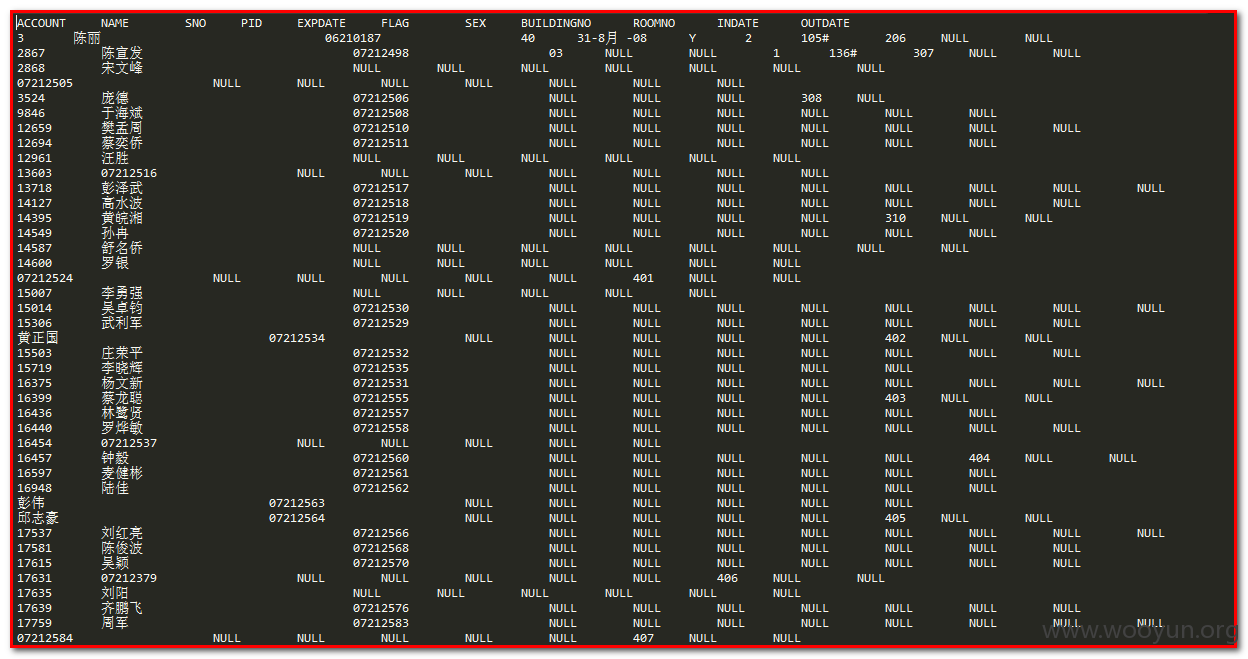 ACCOUNT NAME SNO PID EXPDATE FLAG SEX BUILDINGNO ROOMNO INDATE OUTDATE
3 陈丽 06210187 40 31-8月 -08 Y 2 105# 206 NULL NULL
2867 陈宣发 07212498 03 NULL NULL 1 136# 307 NULL NULL
2868 宋文峰 NULL NULL NULL NULL NULL NULL NULL
07212505 NULL NULL NULL NULL NULL NULL NULL
3524 庞德 07212506 NULL NULL NULL 308 NULL
9846 于海斌 07212508 NULL NULL NULL NULL NULL NULL
12659 樊孟周 07212510 NULL NULL NULL NULL NULL NULL NULL
12694 蔡奕侨 07212511 NULL NULL NULL NULL NULL NULL
12961 汪胜 NULL NULL NULL NULL NULL NULL
13603 07212516 NULL NULL NULL NULL NULL NULL NULL
13718 彭泽武 07212517 NULL NULL NULL NULL NULL NULL NULL NULL
14127 高水波 07212518 NULL NULL NULL NULL NULL NULL NULL
14395 黄皖湘 07212519 NULL NULL NULL NULL 310 NULL NULL
14549 孙冉 07212520 NULL NULL NULL NULL NULL NULL
14587 舒名侨 NULL NULL NULL NULL NULL NULL NULL NULL
14600 罗银 NULL NULL NULL NULL NULL NULL
07212524 NULL NULL NULL NULL NULL 401 NULL NULL
15007 李勇强 NULL NULL NULL NULL NULL
15014 吴卓钧 07212530 NULL NULL NULL NULL NULL NULL NULL NULL
15306 武利军 07212529 NULL NULL NULL NULL NULL NULL NULL
黄正国 07212534 NULL NULL NULL NULL NULL 402 NULL NULL
15503 庄荣平 07212532 NULL NULL NULL NULL NULL NULL NULL
15719 李晓辉 07212535 NULL NULL NULL NULL NULL
16375 杨文新 07212531 NULL NULL NULL NULL NULL NULL NULL NULL
16399 蔡龙聪 07212555 NULL NULL NULL NULL 403 NULL NULL
16436 林鹭贤 07212557 NULL NULL NULL NULL NULL NULL
16440 罗烨敏 07212558 NULL NULL NULL NULL NULL NULL NULL
16454 07212537 NULL NULL NULL NULL NULL
16457 钟毅 07212560 NULL NULL NULL NULL NULL 404 NULL NULL
16597 麦健彬 07212561 NULL NULL NULL NULL NULL NULL
16948 陆佳 07212562 NULL NULL NULL NULL NULL NULL
彭伟 07212563 NULL NULL NULL NULL NULL NULL
邱志豪 07212564 NULL NULL NULL NULL NULL 405 NULL NULL
17537 刘红亮 07212566 NULL NULL NULL NULL NULL NULL NULL NULL
17581 陈俊波 07212568 NULL NULL NULL NULL NULL NULL NULL
17615 吴颖 07212570 NULL NULL NULL NULL NULL NULL NULL
17631 07212379 NULL NULL NULL NULL NULL 406 NULL NULL
17635 刘阳 NULL NULL NULL NULL NULL NULL
17639 齐鹏飞 07212576 NULL NULL NULL NULL NULL NULL NULL
17759 周军 07212583 NULL NULL NULL NULL NULL NULL NULL NULL
07212584 NULL NULL NULL NULL NULL 407 NULL NULL
www.wooyun.org